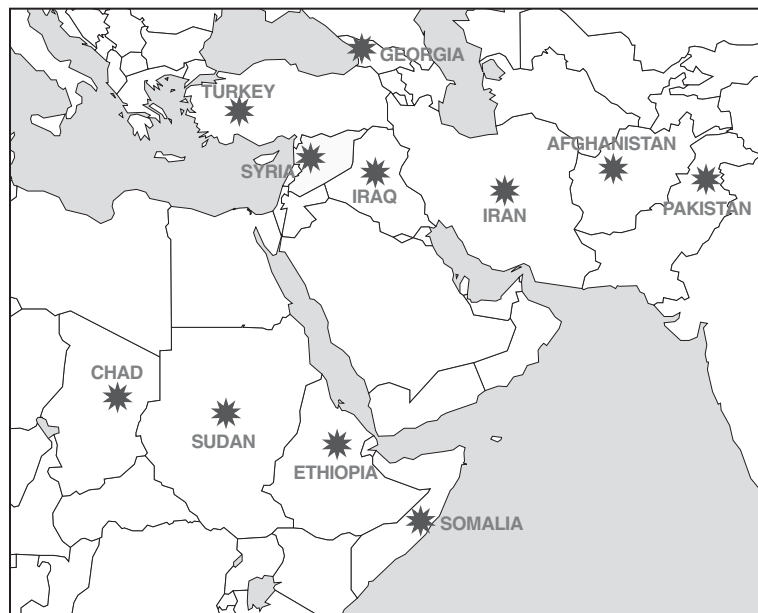 GEORGIA
TURKEY
AFGHANISTAN
SYRIA
IRAQ
IRAN
PAKISTAN
CHAD
SUDAN
ETHIOPIA
SOMALIA